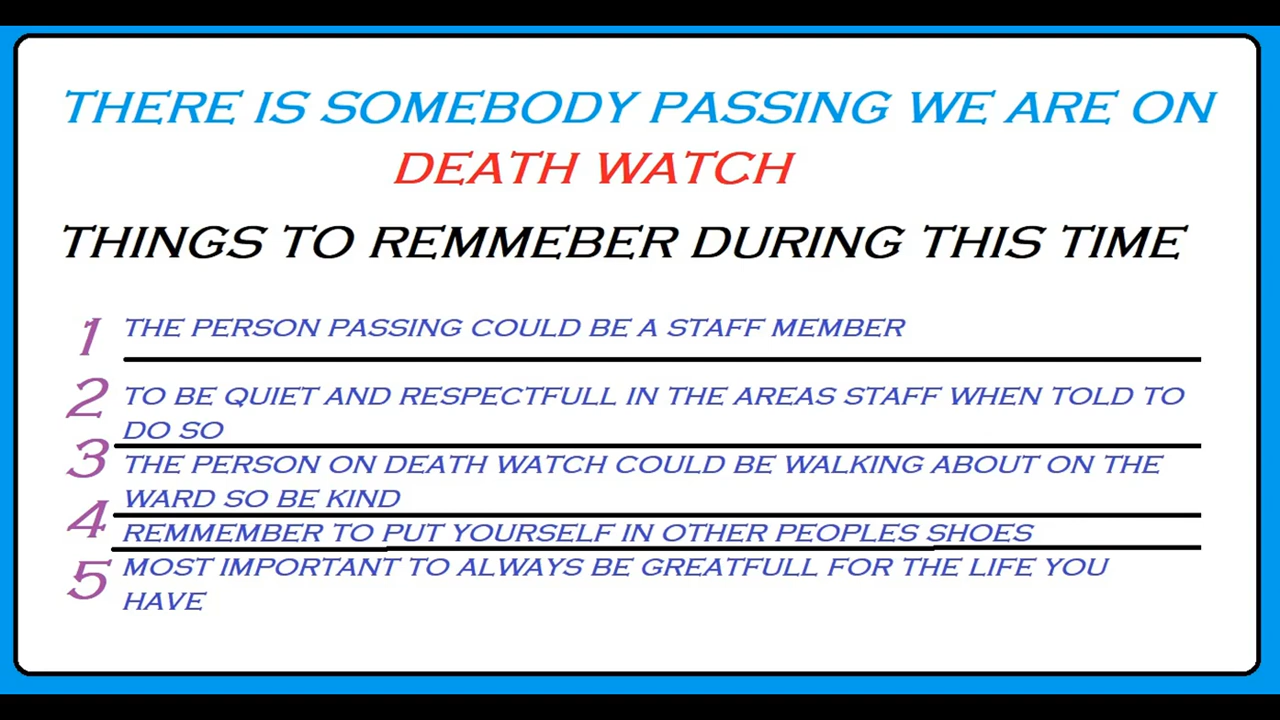 THERE IS SOMEBODY PASSING WE ARE ON
DEATH WATCH
THINGS TO REMMEBER DURING THIS TIME
1 THE PERSON PASSING COULD BE A STAFF MEMBER
2 TO BE QUIET AND RESPECTFULL IN THE AREAS STAFF WHEN TOLD TO
DO SO
3 THE PERSON ON DEATH WATCH COULD BE WALKING ABOUT ON THE
WARD SO BE KIND
4 REMMEMBER TO PUT YOURSELF IN OTHER PEOPLES SHOES
5 MOST IMPORTANT TO ALWAYS BE GREATFULL FOR THE LIFE YOU
HAVE